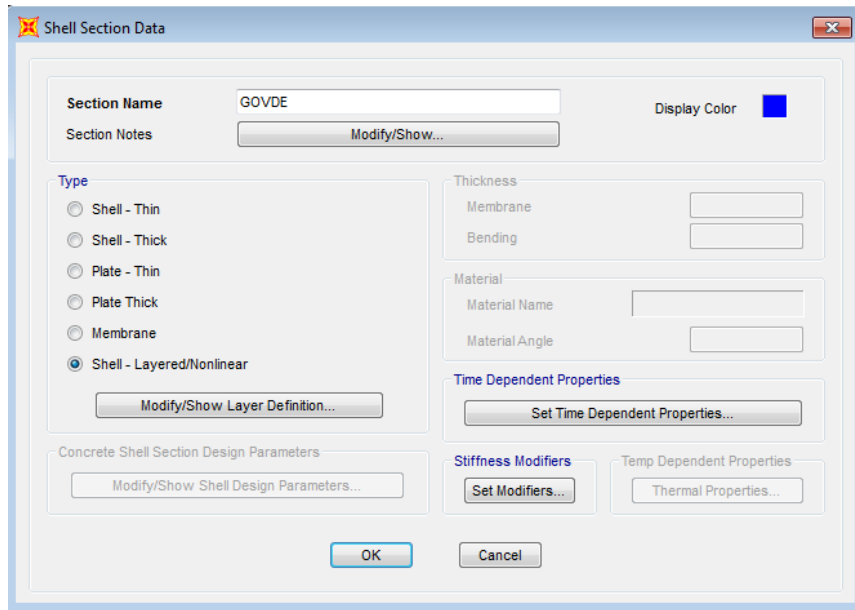 Shell Section Data
Section Name
GOVDE
Display Color
Section Notes
Modify/Show...
Type
Shell - Thin
Shell - Thick
Plate - Thin
Plate Thick
Membrane
Shell - Layered/Nonlinear
Modify/Show Layer Definition...
Concrete Shell Section Design Parameters
Modify/Show Shell Design Parameters...
Thickness
Membrane
Bending
Material
Material Name
Material Angle
Time Dependent Properties
Set Time Dependent Properties...
Stiffness Modifiers
Set Modifiers...
Temp Dependent Properties
Thermal Properties...
OK
Cancel